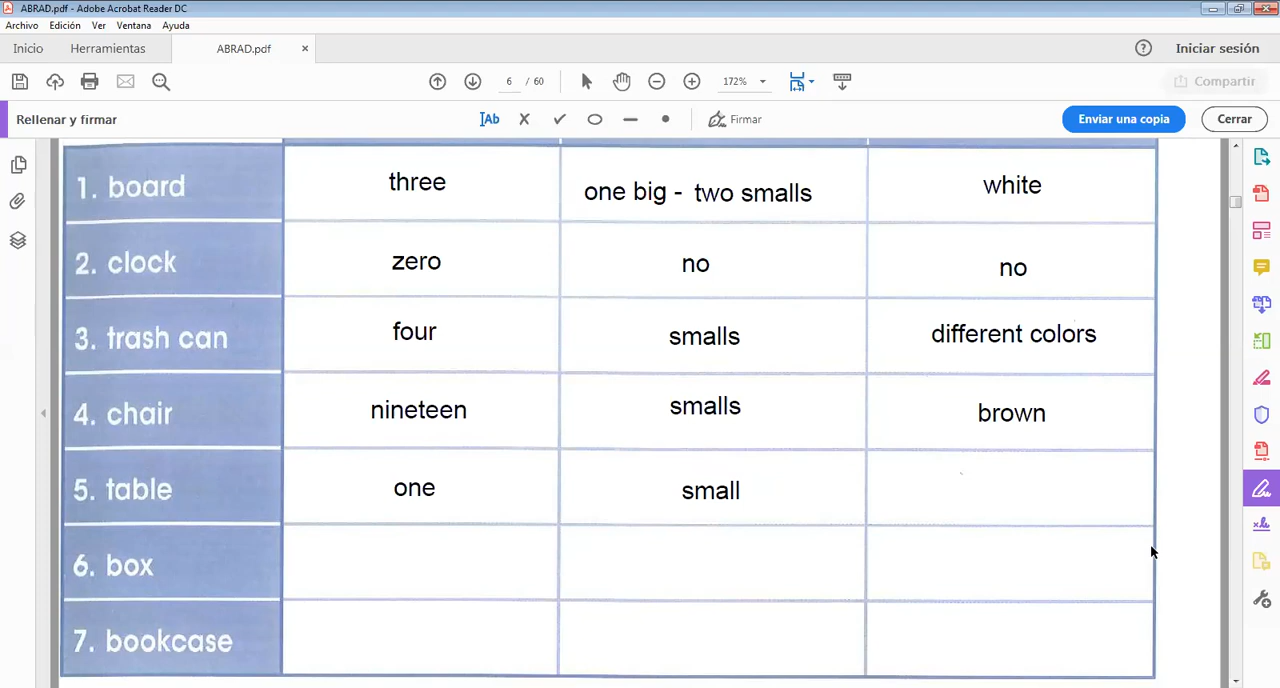 ABRAD.pdf - Adobe Acrobat Reader DC
Archivo Edición Ver Ventana Ayuda
Inicio Herramientas ABRAD.pdf × Iniciar sesión
6 / 60 172% Compartir
Rellenar y firmar Ab Firmar Enviar una copia Cerrar
1. board three one big - two smalls white
2. clock zero no no
3. trash can four smalls different colors
4. chair nineteen smalls brown
5. table one small
6. box
7. bookcase